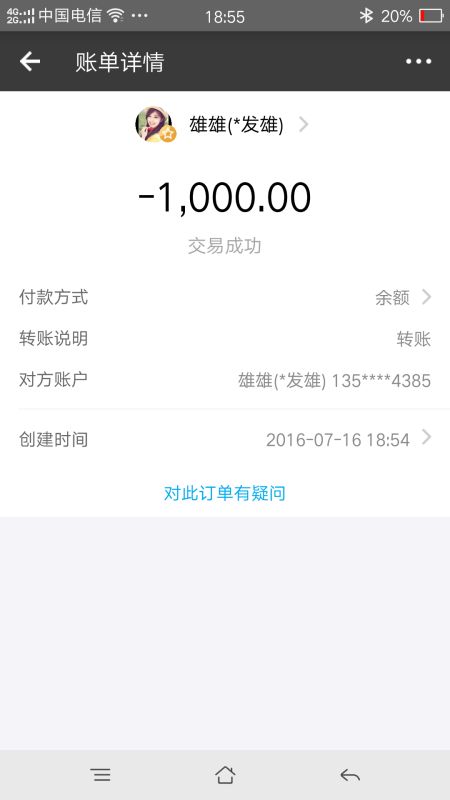 4G 2G 中国电信 18:55 20%
账单详情
雄雄(*发雄)
-1,000.00
交易成功
付款方式 余额
转账说明 转账
对方账户 雄雄(*发雄) 135****4385
创建时间 2016-07-16 18:54
对此订单有疑问